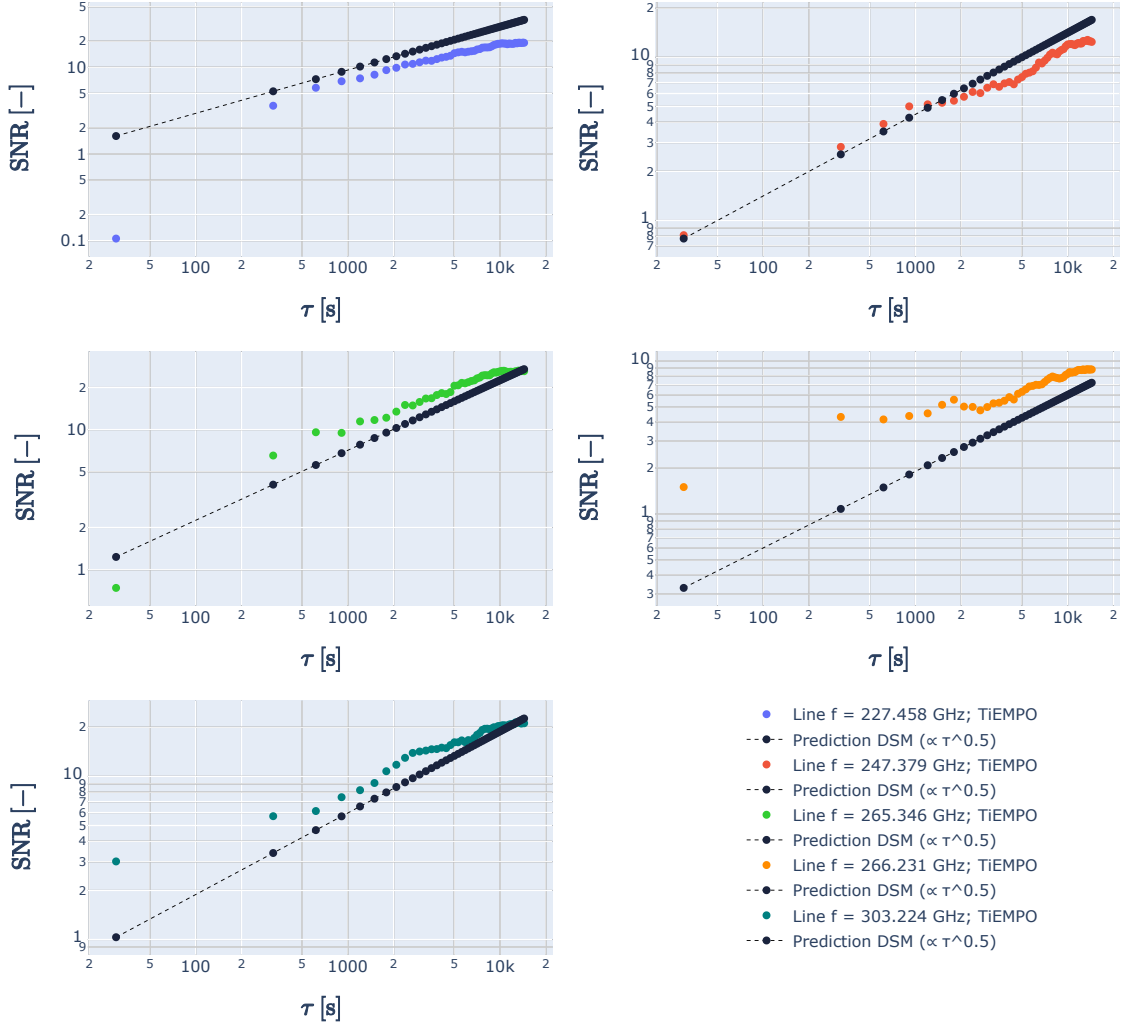 5
2
10
5
2
1
5
2
0.1
SNR [−]
2 5 100 5 1000 2 5 10k 2
τ [s]
2
10
9
8
7
6
5
4
3
2
1
9
8
7
SNR [−]
2 5 100 5 1000 2 5 10k 2
τ [s]
2
10
5
2
1
SNR [−]
2 5 100 5 1000 2 5 10k 2
τ [s]
10
9
8
7
6
5
4
3
2
1
9
8
7
6
5
4
3
SNR [−]
2 5 100 5 1000 2 5 10k 2
τ [s]
2
10
9
8
7
6
5
4
3
2
1
9
SNR [−]
2 5 100 5 1000 2 5 10k 2
τ [s]
Line f = 227.458 GHz; TiEMPO
Prediction DSM (∝ τ^0.5)
Line f = 247.379 GHz; TiEMPO
Prediction DSM (∝ τ^0.5)
Line f = 265.346 GHz; TiEMPO
Prediction DSM (∝ τ^0.5)
Line f = 266.231 GHz; TiEMPO
Prediction DSM (∝ τ^0.5)
Line f = 303.224 GHz; TiEMPO
Prediction DSM (∝ τ^0.5)